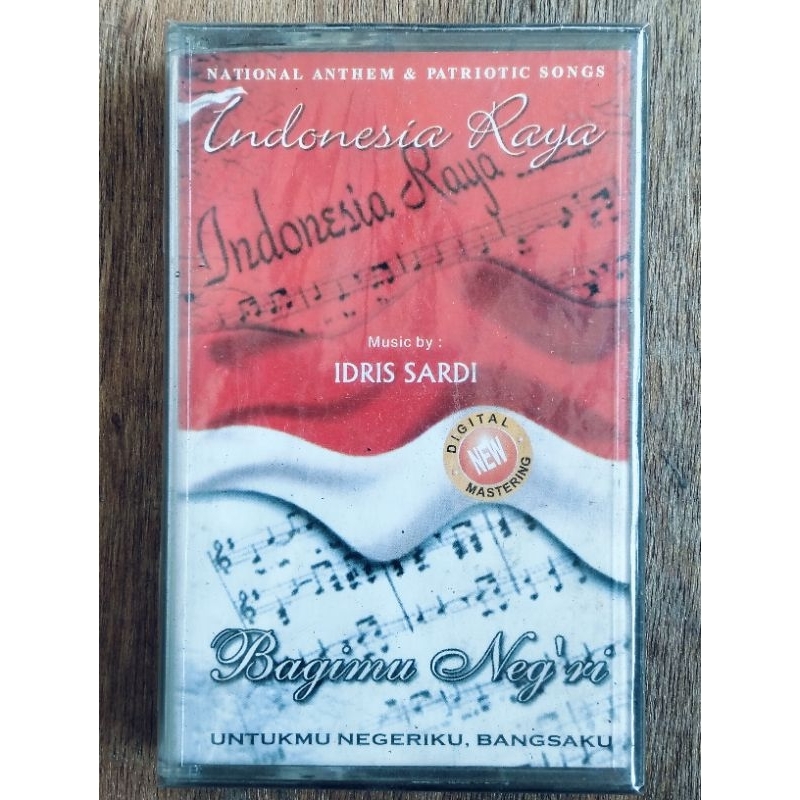 NATIONAL ANTHEM & PATRIOTIC SONGS
Indonesia Raya
Indonesia Raya
Music by :
IDRIS SARDI
DIGITAL
NEW
MASTERING
Bagimu Neg'ri
UNTUKMU NEGERIKU, BANGSAKU